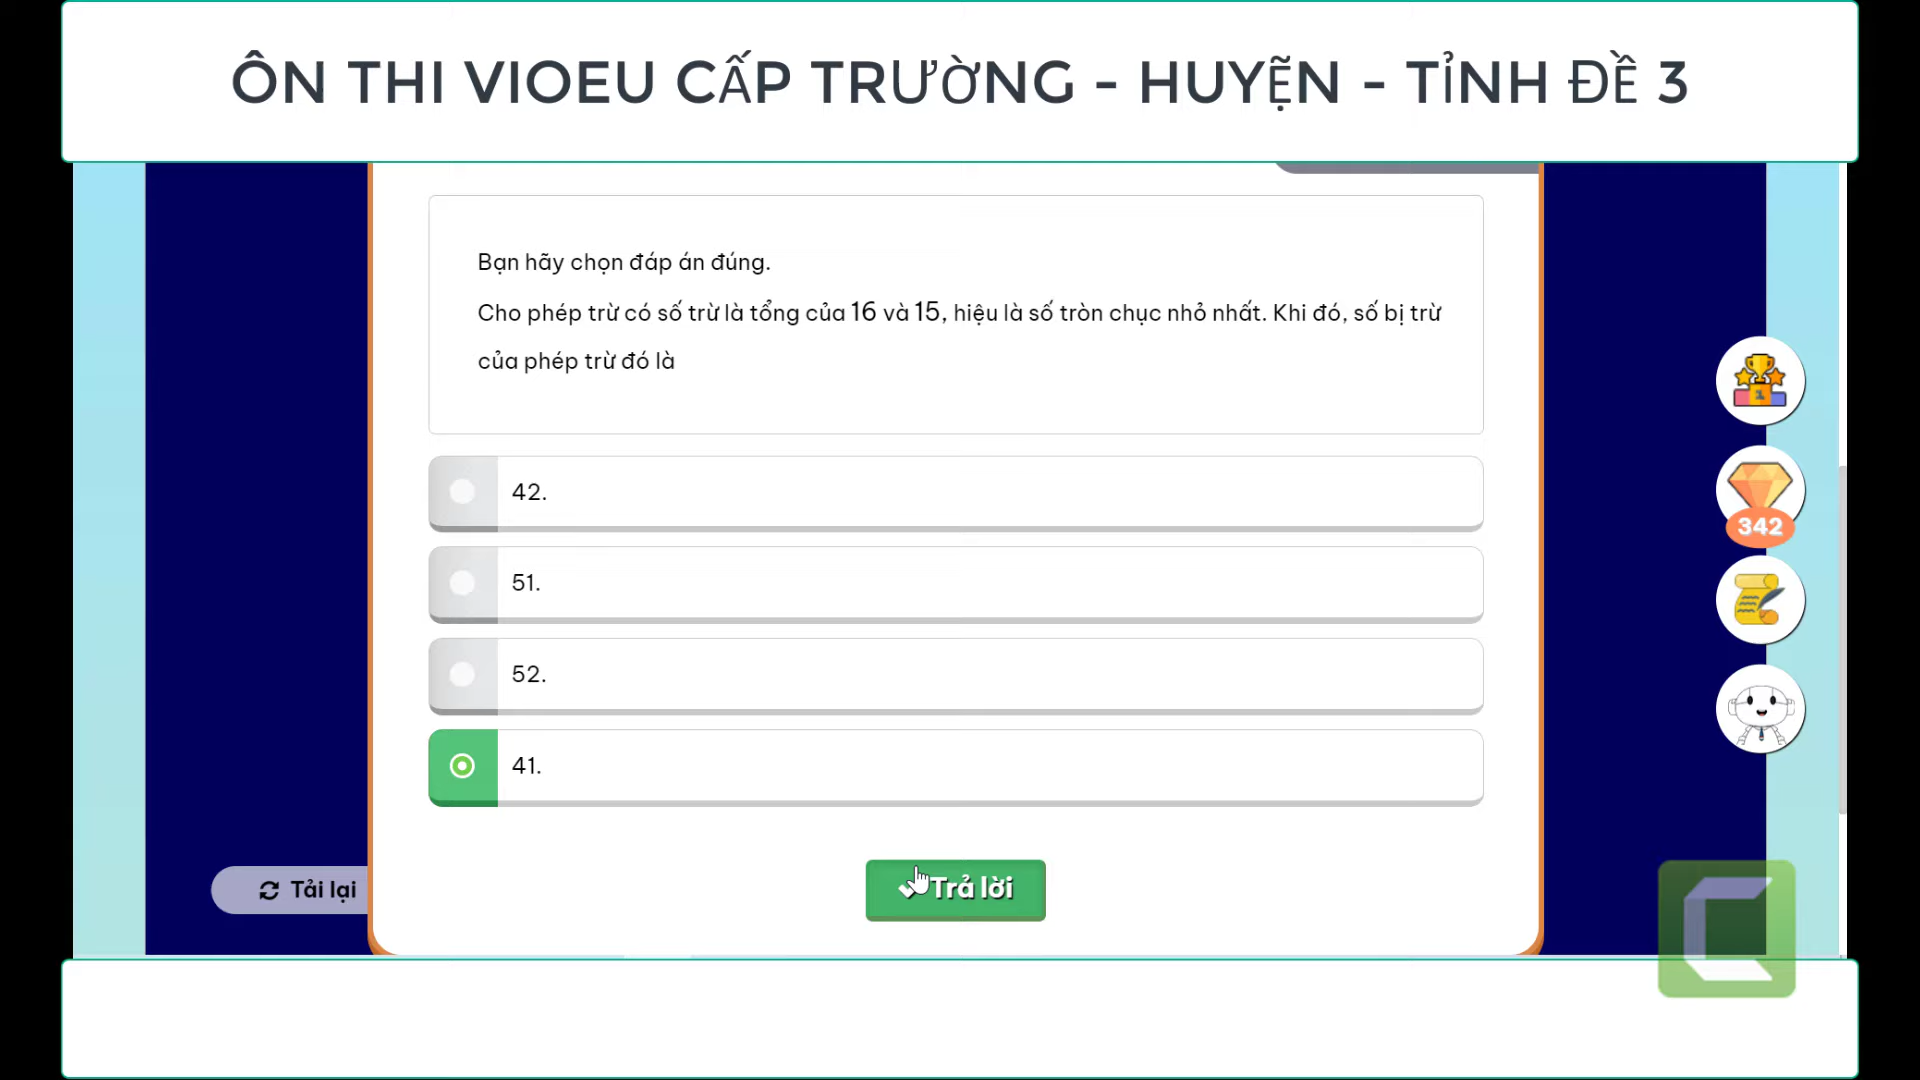 ÔN THI VIOEU CẤP TRƯỜNG - HUYỆN - TỈNH ĐỀ 3
Bạn hãy chọn đáp án đúng.
Cho phép trừ có số trừ là tổng của 16 và 15, hiệu là số tròn chục nhỏ nhất. Khi đó, số bị trừ
của phép trừ đó là
42.
51.
52.
41.
342
Tải lại
Trả lời